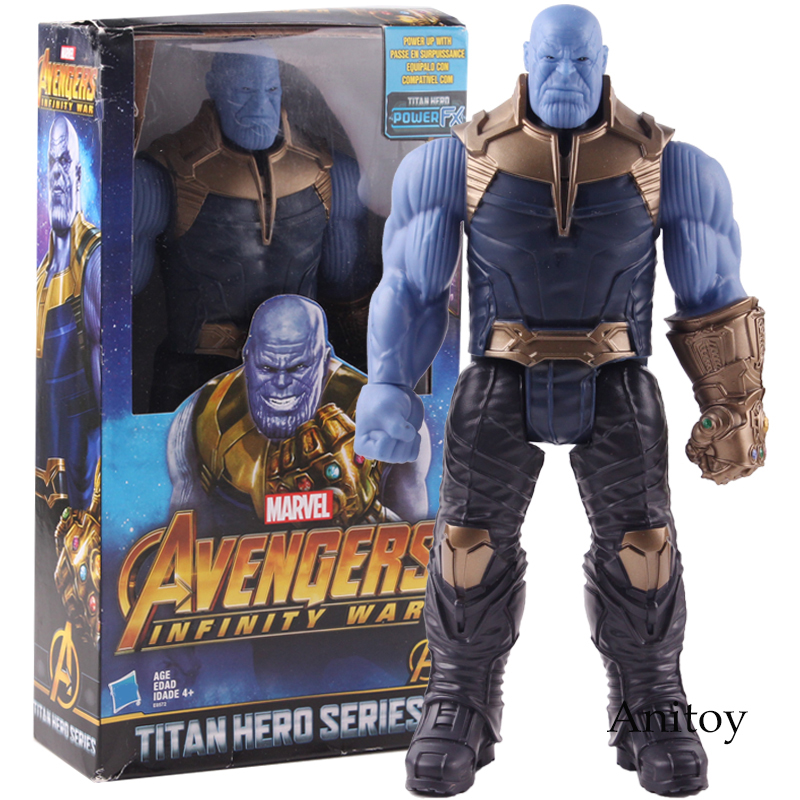 MARVEL
AVENGERS
INFINITY WAR
POWER UP WITH
PASSE EN SURPUISSANCE
EQUIPALO CON
COMPATIVEL COM
TITAN HERO
POWER FX
MARVEL
AVENGERS
INFINITY WAR
AGE
EDAD
IDADE 4+
TITAN HERO SERIES
TITAN HERO SERIES
Anitoy